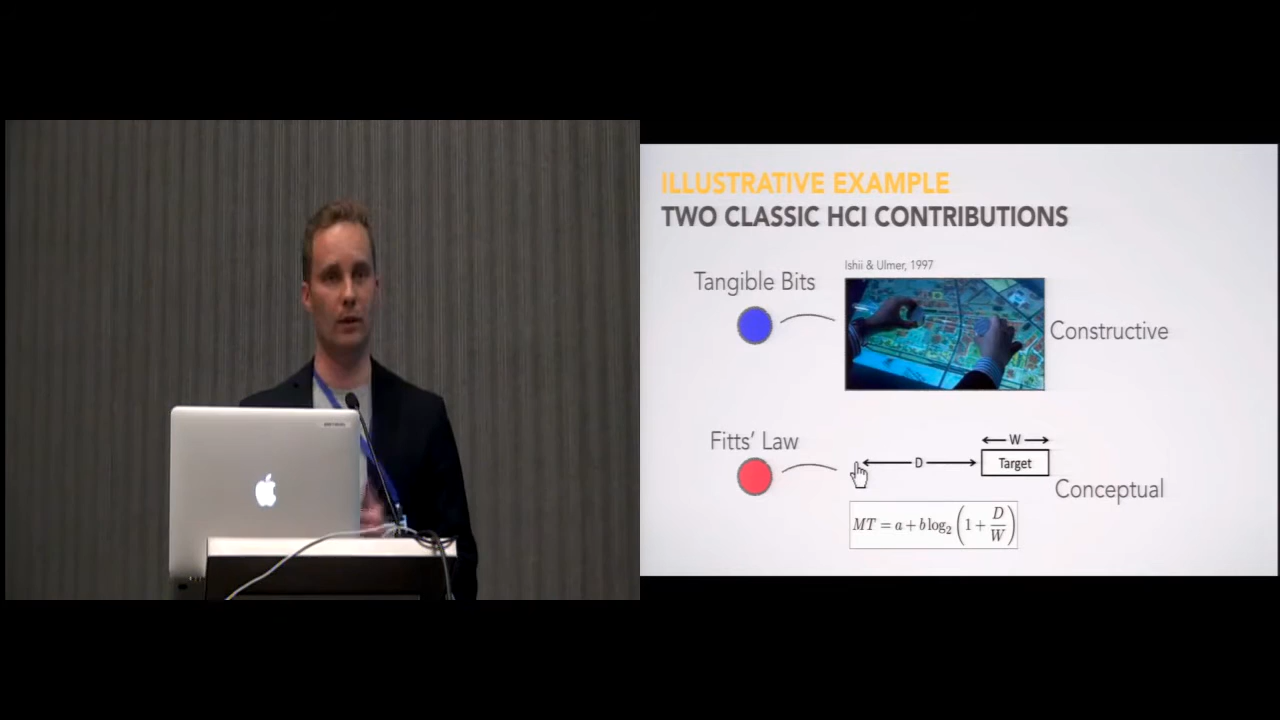 ILLUSTRATIVE EXAMPLE
TWO CLASSIC HCI CONTRIBUTIONS
Ishii & Ulmer, 1997
Tangible Bits
Constructive
Fitts' Law
W
D
Target
Conceptual
MT = a + b log₂ (1 + D/W)